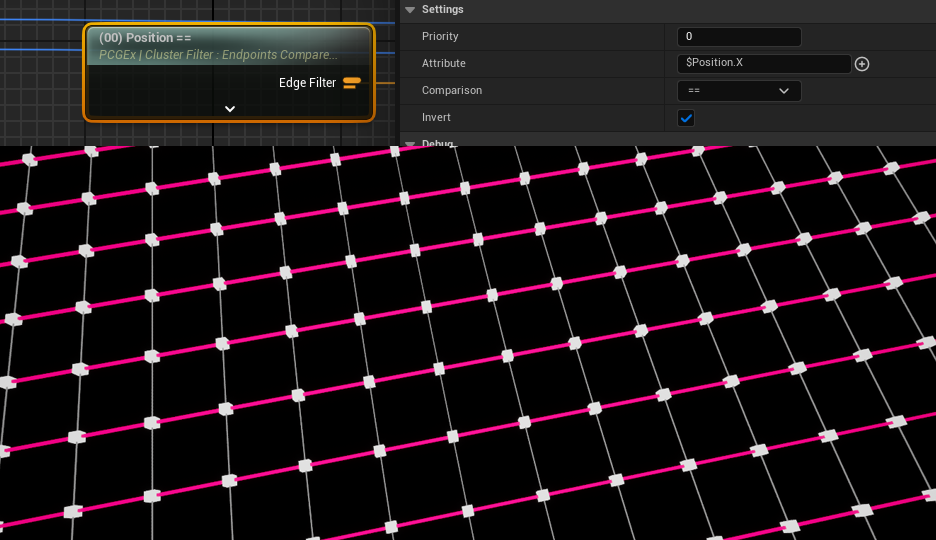 (00) Position ==
PCGEx | Cluster Filter : Endpoints Compare...
Edge Filter
Settings
Priority
0
Attribute
$Position.X
Comparison
==
Invert
Debug